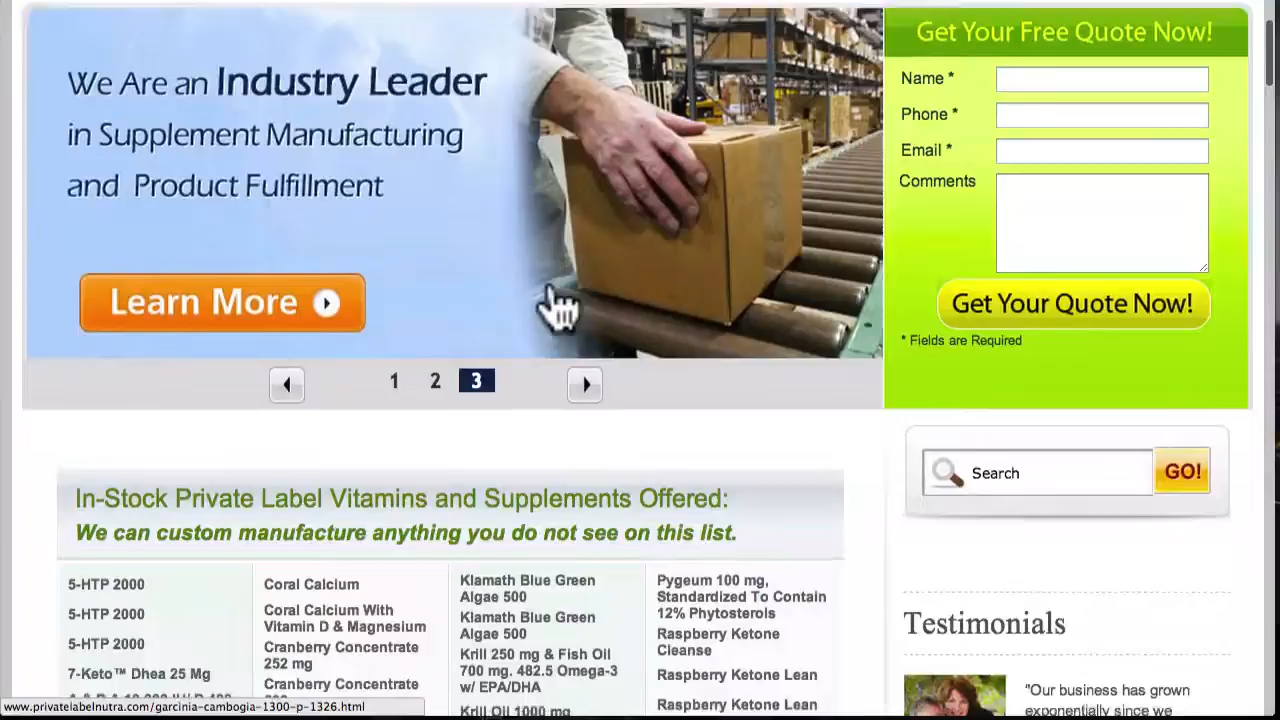 We Are an Industry Leader
in Supplement Manufacturing
and Product Fulfillment
Learn More
1 2 3
Get Your Free Quote Now!
Name *
Phone *
Email *
Comments
Get Your Quote Now!
* Fields are Required
Search
GO!
In-Stock Private Label Vitamins and Supplements Offered:
We can custom manufacture anything you do not see on this list.
5-HTP 2000
5-HTP 2000
5-HTP 2000
7-Keto™ Dhea 25 Mg
Coral Calcium
Coral Calcium With
Vitamin D & Magnesium
Cranberry Concentrate
252 mg
Cranberry Concentrate
Klamath Blue Green
Algae 500
Klamath Blue Green
Algae 500
Krill 250 mg & Fish Oil
700 mg. 482.5 Omega-3
w/ EPA/DHA
Krill Oil 1000 mg
Pygeum 100 mg,
Standardized To Contain
12% Phytosterols
Raspberry Ketone
Cleanse
Raspberry Ketone Lean
Raspberry Ketone Lean
Testimonials
"Our business has grown
exponentially since we
www.privatelabelnutra.com/garcinia-cambogia-1300-p-1326.html